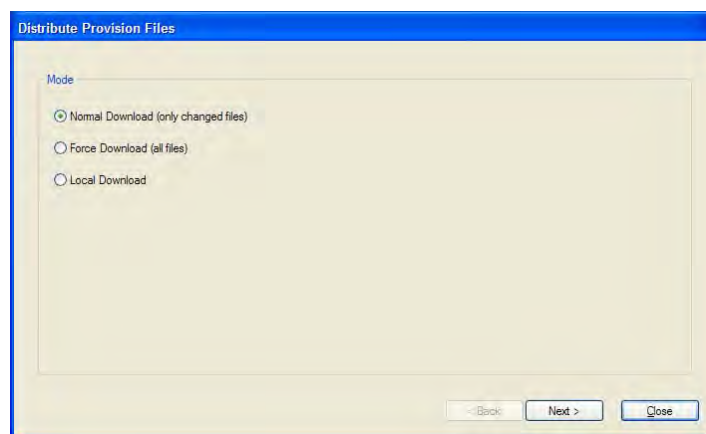 Distribute Provision Files
Mode
Normal Download (only changed files)
Force Download (all files)
Local Download
< Back
Next >
Close